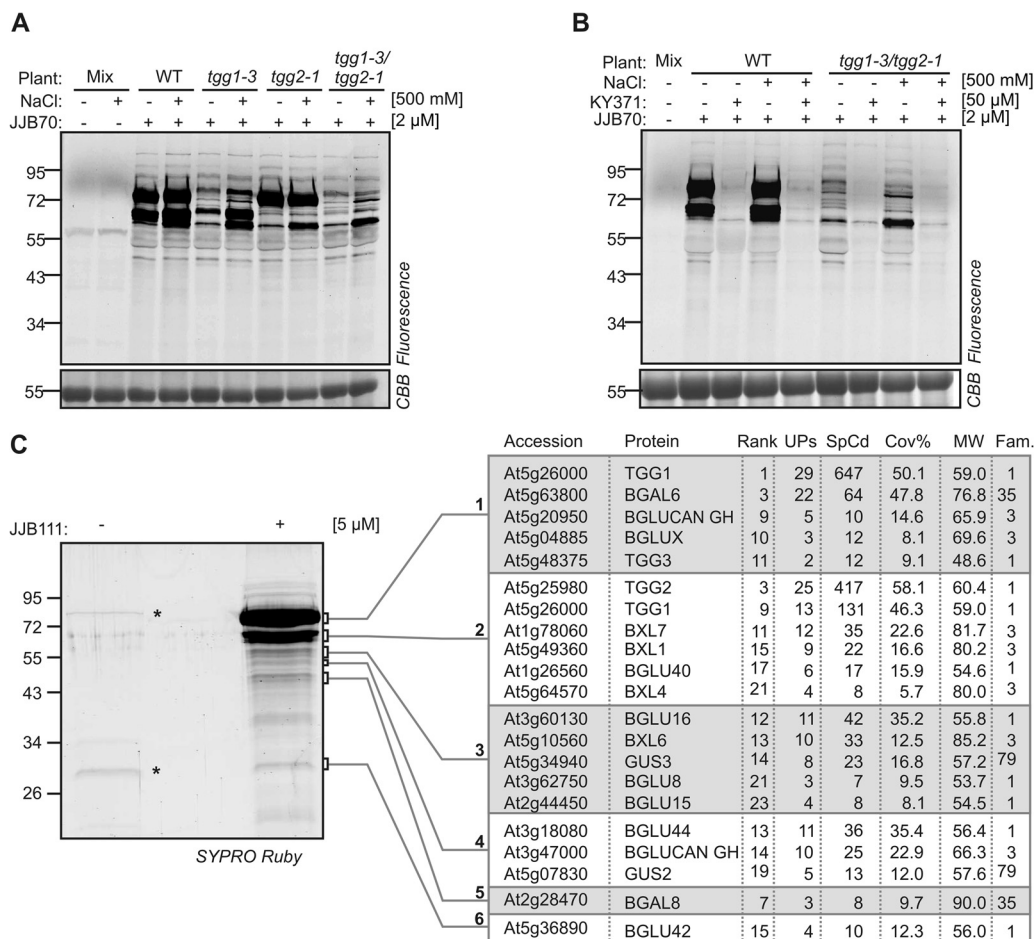 A
Plant: Mix WT tgg1-3 tgg2-1 tgg1-3/tgg2-1
NaCl: - + - + - + - + - + [500 mM]
JJB70: - - + + + + + + + + [2 µM]
95
72
55
43
34
Fluorescence
55
CBB
B
Plant: Mix WT tgg1-3/tgg2-1
NaCl: - - - + + - - + + [500 mM]
KY371: - - + - + - + - + [50 µM]
JJB70: - + + + + + + + + [2 µM]
95
72
55
43
34
Fluorescence
55
CBB
C
JJB111: - + [5 µM]
95
72
55
43
34
26
*
*
SYPRO Ruby
Accession Protein Rank UPs SpCd Cov% MW Fam.
1
At5g26000 TGG1 1 29 647 50.1 59.0 1
At5g63800 BGAL6 3 22 64 47.8 76.8 35
At5g20950 BGLUCAN GH 9 5 10 14.6 65.9 3
At5g04885 BGLUX 10 3 12 8.1 69.6 3
At5g48375 TGG3 11 2 12 9.1 48.6 1
2
At5g25980 TGG2 3 25 417 58.1 60.4 1
At5g26000 TGG1 9 13 131 46.3 59.0 1
At1g78060 BXL7 11 12 35 22.6 81.7 3
At5g49360 BXL1 15 9 22 16.6 80.2 3
At1g26560 BGLU40 17 6 17 15.9 54.6 1
At5g64570 BXL4 21 4 8 5.7 80.0 3
3
At3g60130 BGLU16 12 11 42 35.2 55.8 1
At5g10560 BXL6 13 10 33 12.5 85.2 3
At5g34940 GUS3 14 8 23 16.8 57.2 79
At3g62750 BGLU8 21 3 7 9.5 53.7 1
At2g44450 BGLU15 23 4 8 8.1 54.5 1
4
At3g18080 BGLU44 13 11 36 35.4 56.4 1
At3g47000 BGLUCAN GH 14 10 25 22.9 66.3 3
At5g07830 GUS2 19 5 13 12.0 57.6 79
5
At2g28470 BGAL8 7 3 8 9.7 90.0 35
6
At5g36890 BGLU42 15 4 10 12.3 56.0 1